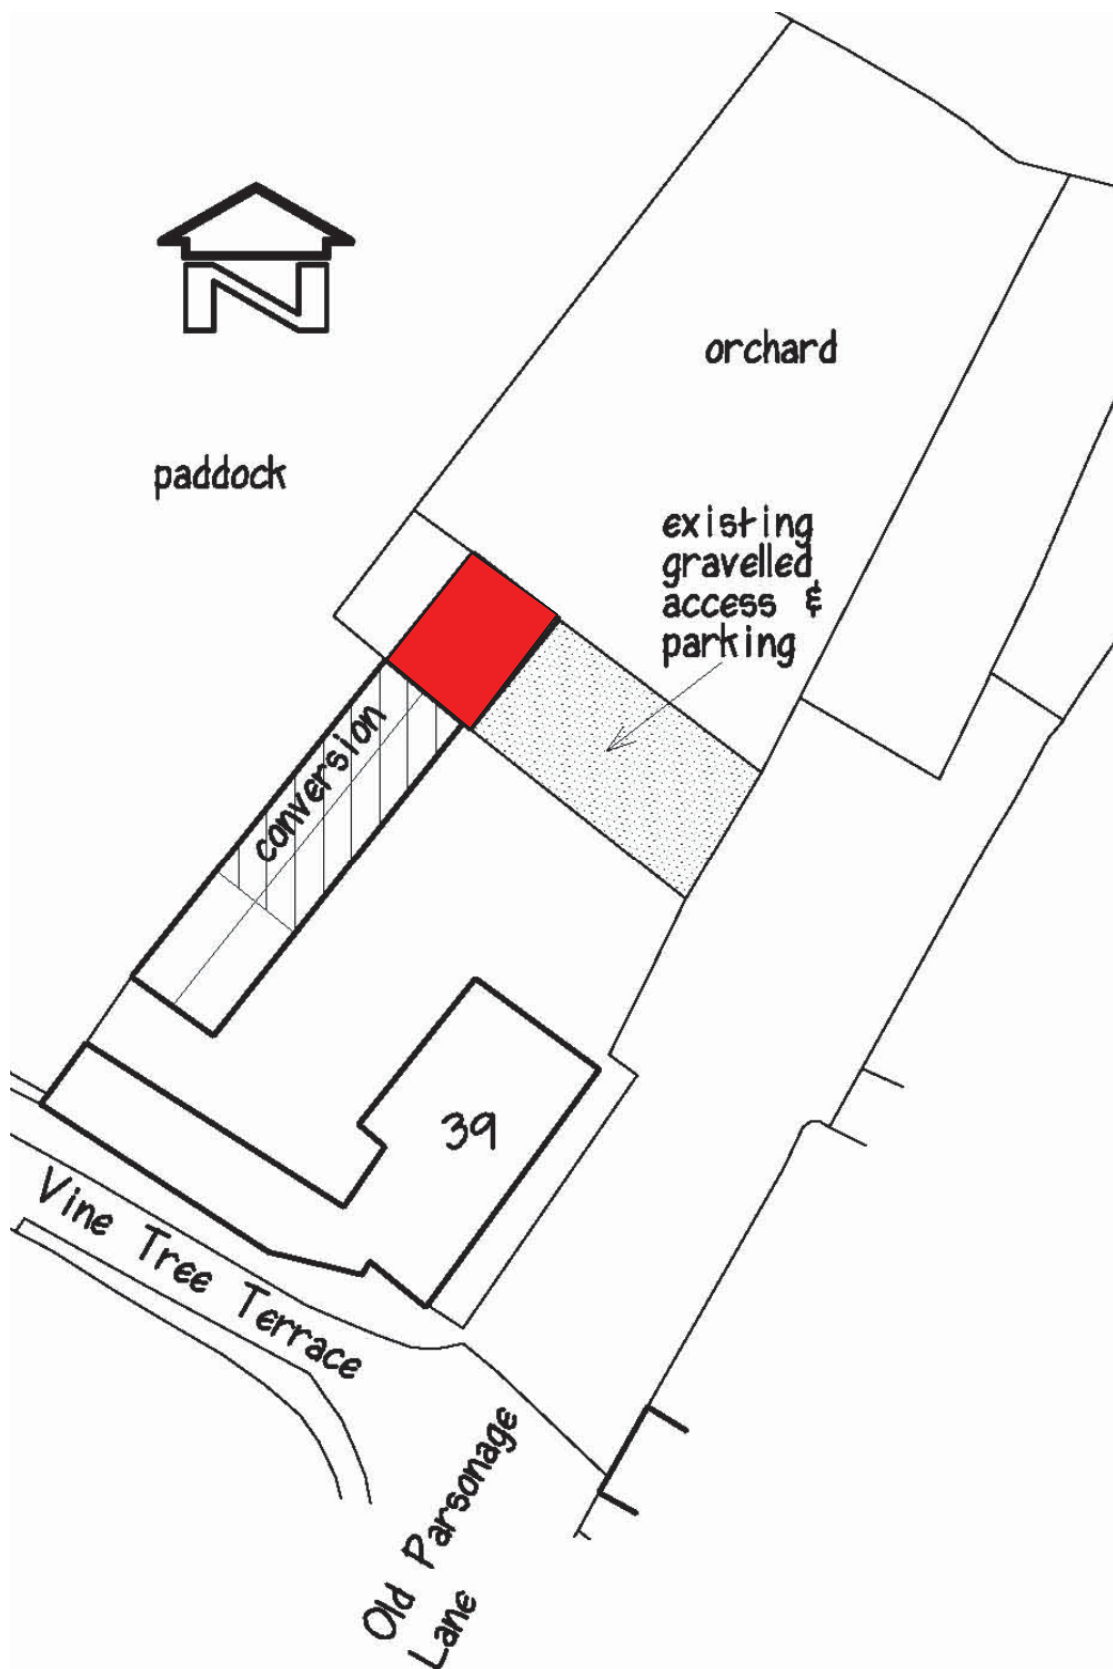 N
orchard
paddock
existing
gravelled
access &
parking
conversion
39
Vine Tree Terrace
Old Parsonage
Lane